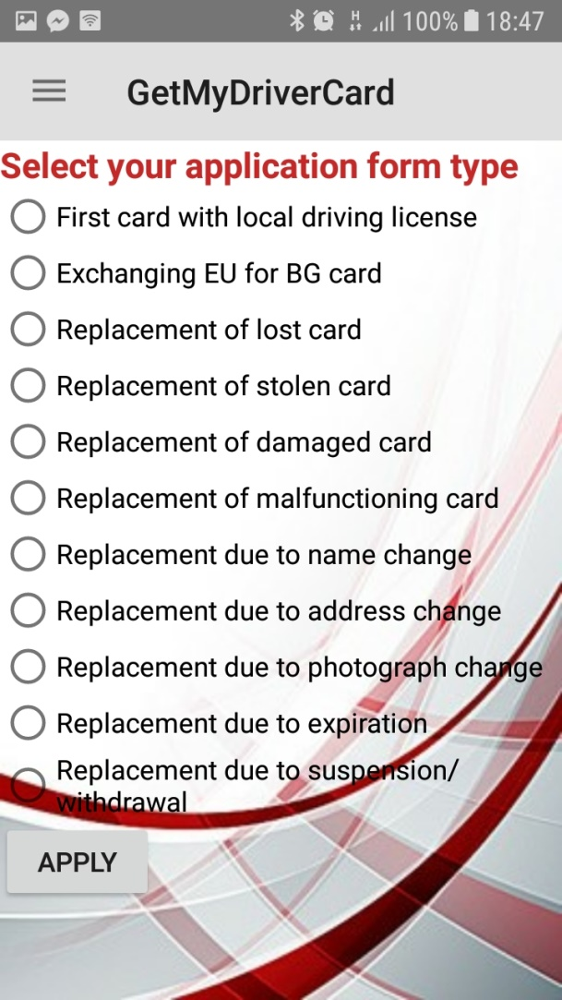 H 100% 18:47
GetMyDriverCard
Select your application form type
First card with local driving license
Exchanging EU for BG card
Replacement of lost card
Replacement of stolen card
Replacement of damaged card
Replacement of malfunctioning card
Replacement due to name change
Replacement due to address change
Replacement due to photograph change
Replacement due to expiration
Replacement due to suspension/
withdrawal
APPLY